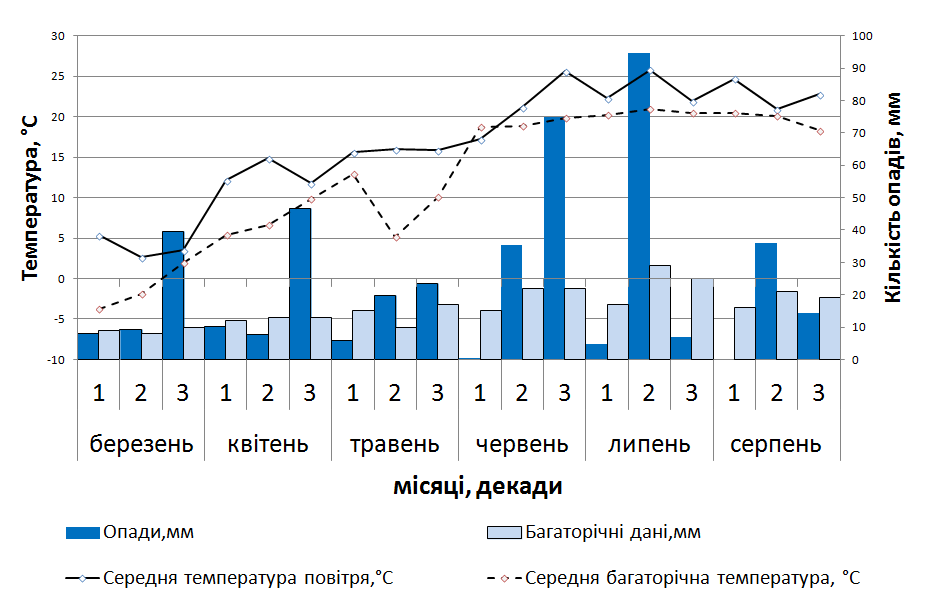 Температура, °С
30
25
20
15
10
5
0
-5
-10
100
90
80
70
60
50
40
30
20
10
0
Кількість опадів, мм
1 2 3 1 2 3 1 2 3 1 2 3 1 2 3 1 2 3
березень квітень травень червень липень серпень
місяці, декади
Опади,мм Багаторічні дані,мм
Середня температура повітря,°С Середня багаторічна температура, °С